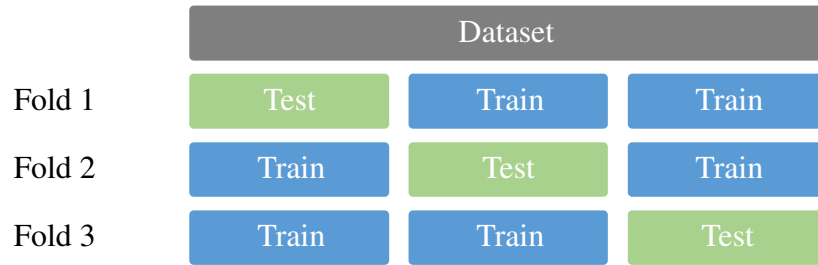 Dataset
Fold 1 Test Train Train
Fold 2 Train Test Train
Fold 3 Train Train Test